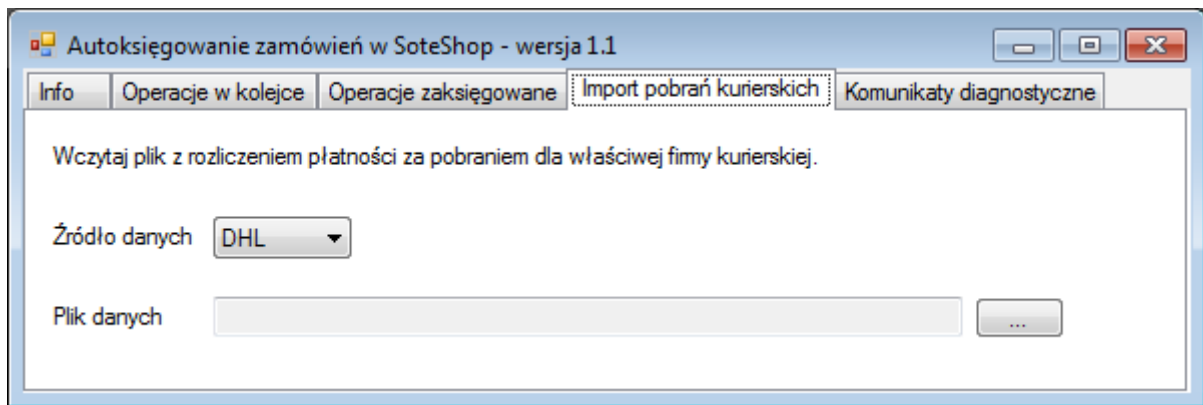 Autoksięgowanie zamówień w SoteShop - wersja 1.1
Info Operacje w kolejce Operacje zaksięgowane Import pobrań kurierskich Komunikaty diagnostyczne
Wczytaj plik z rozliczeniem płatności za pobraniem dla właściwej firmy kurierskiej.
Źródło danych DHL
Plik danych ...